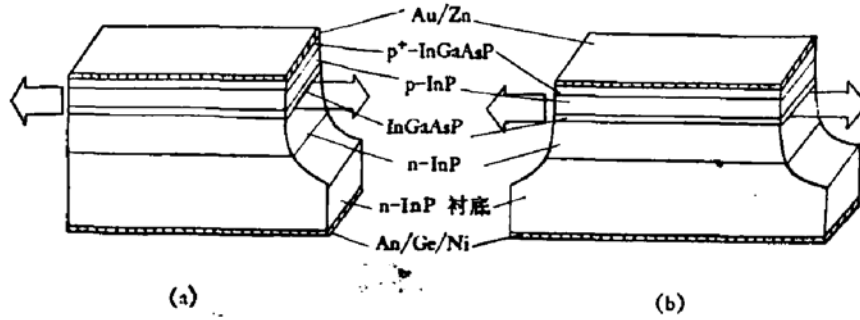 Au/Zn
p⁺-InGaAsP
p-InP
InGaAsP
n-InP
n-InP 衬底
An/Ge/Ni
(a)
(b)